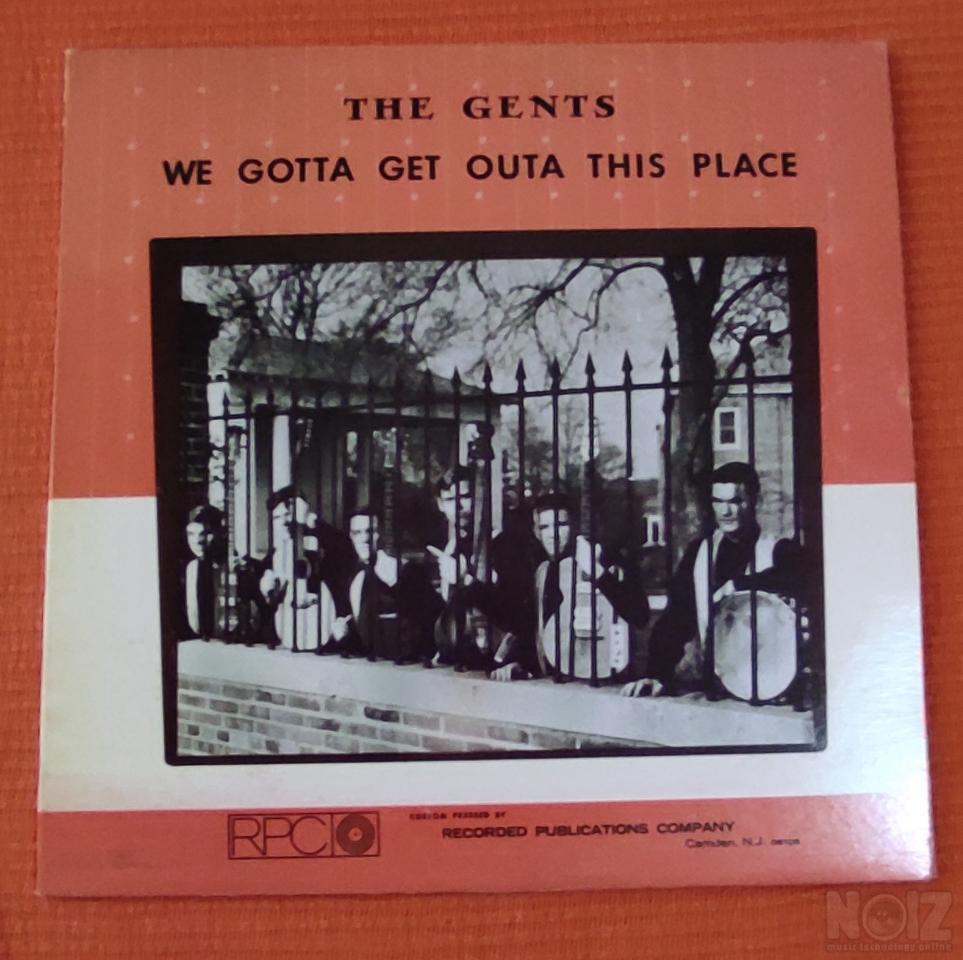 THE GENTS
WE GOTTA GET OUTA THIS PLACE
RPC
CUSTOM PRESSED BY
RECORDED PUBLICATIONS COMPANY
Camden, N.J.
NOIZ
music technology online